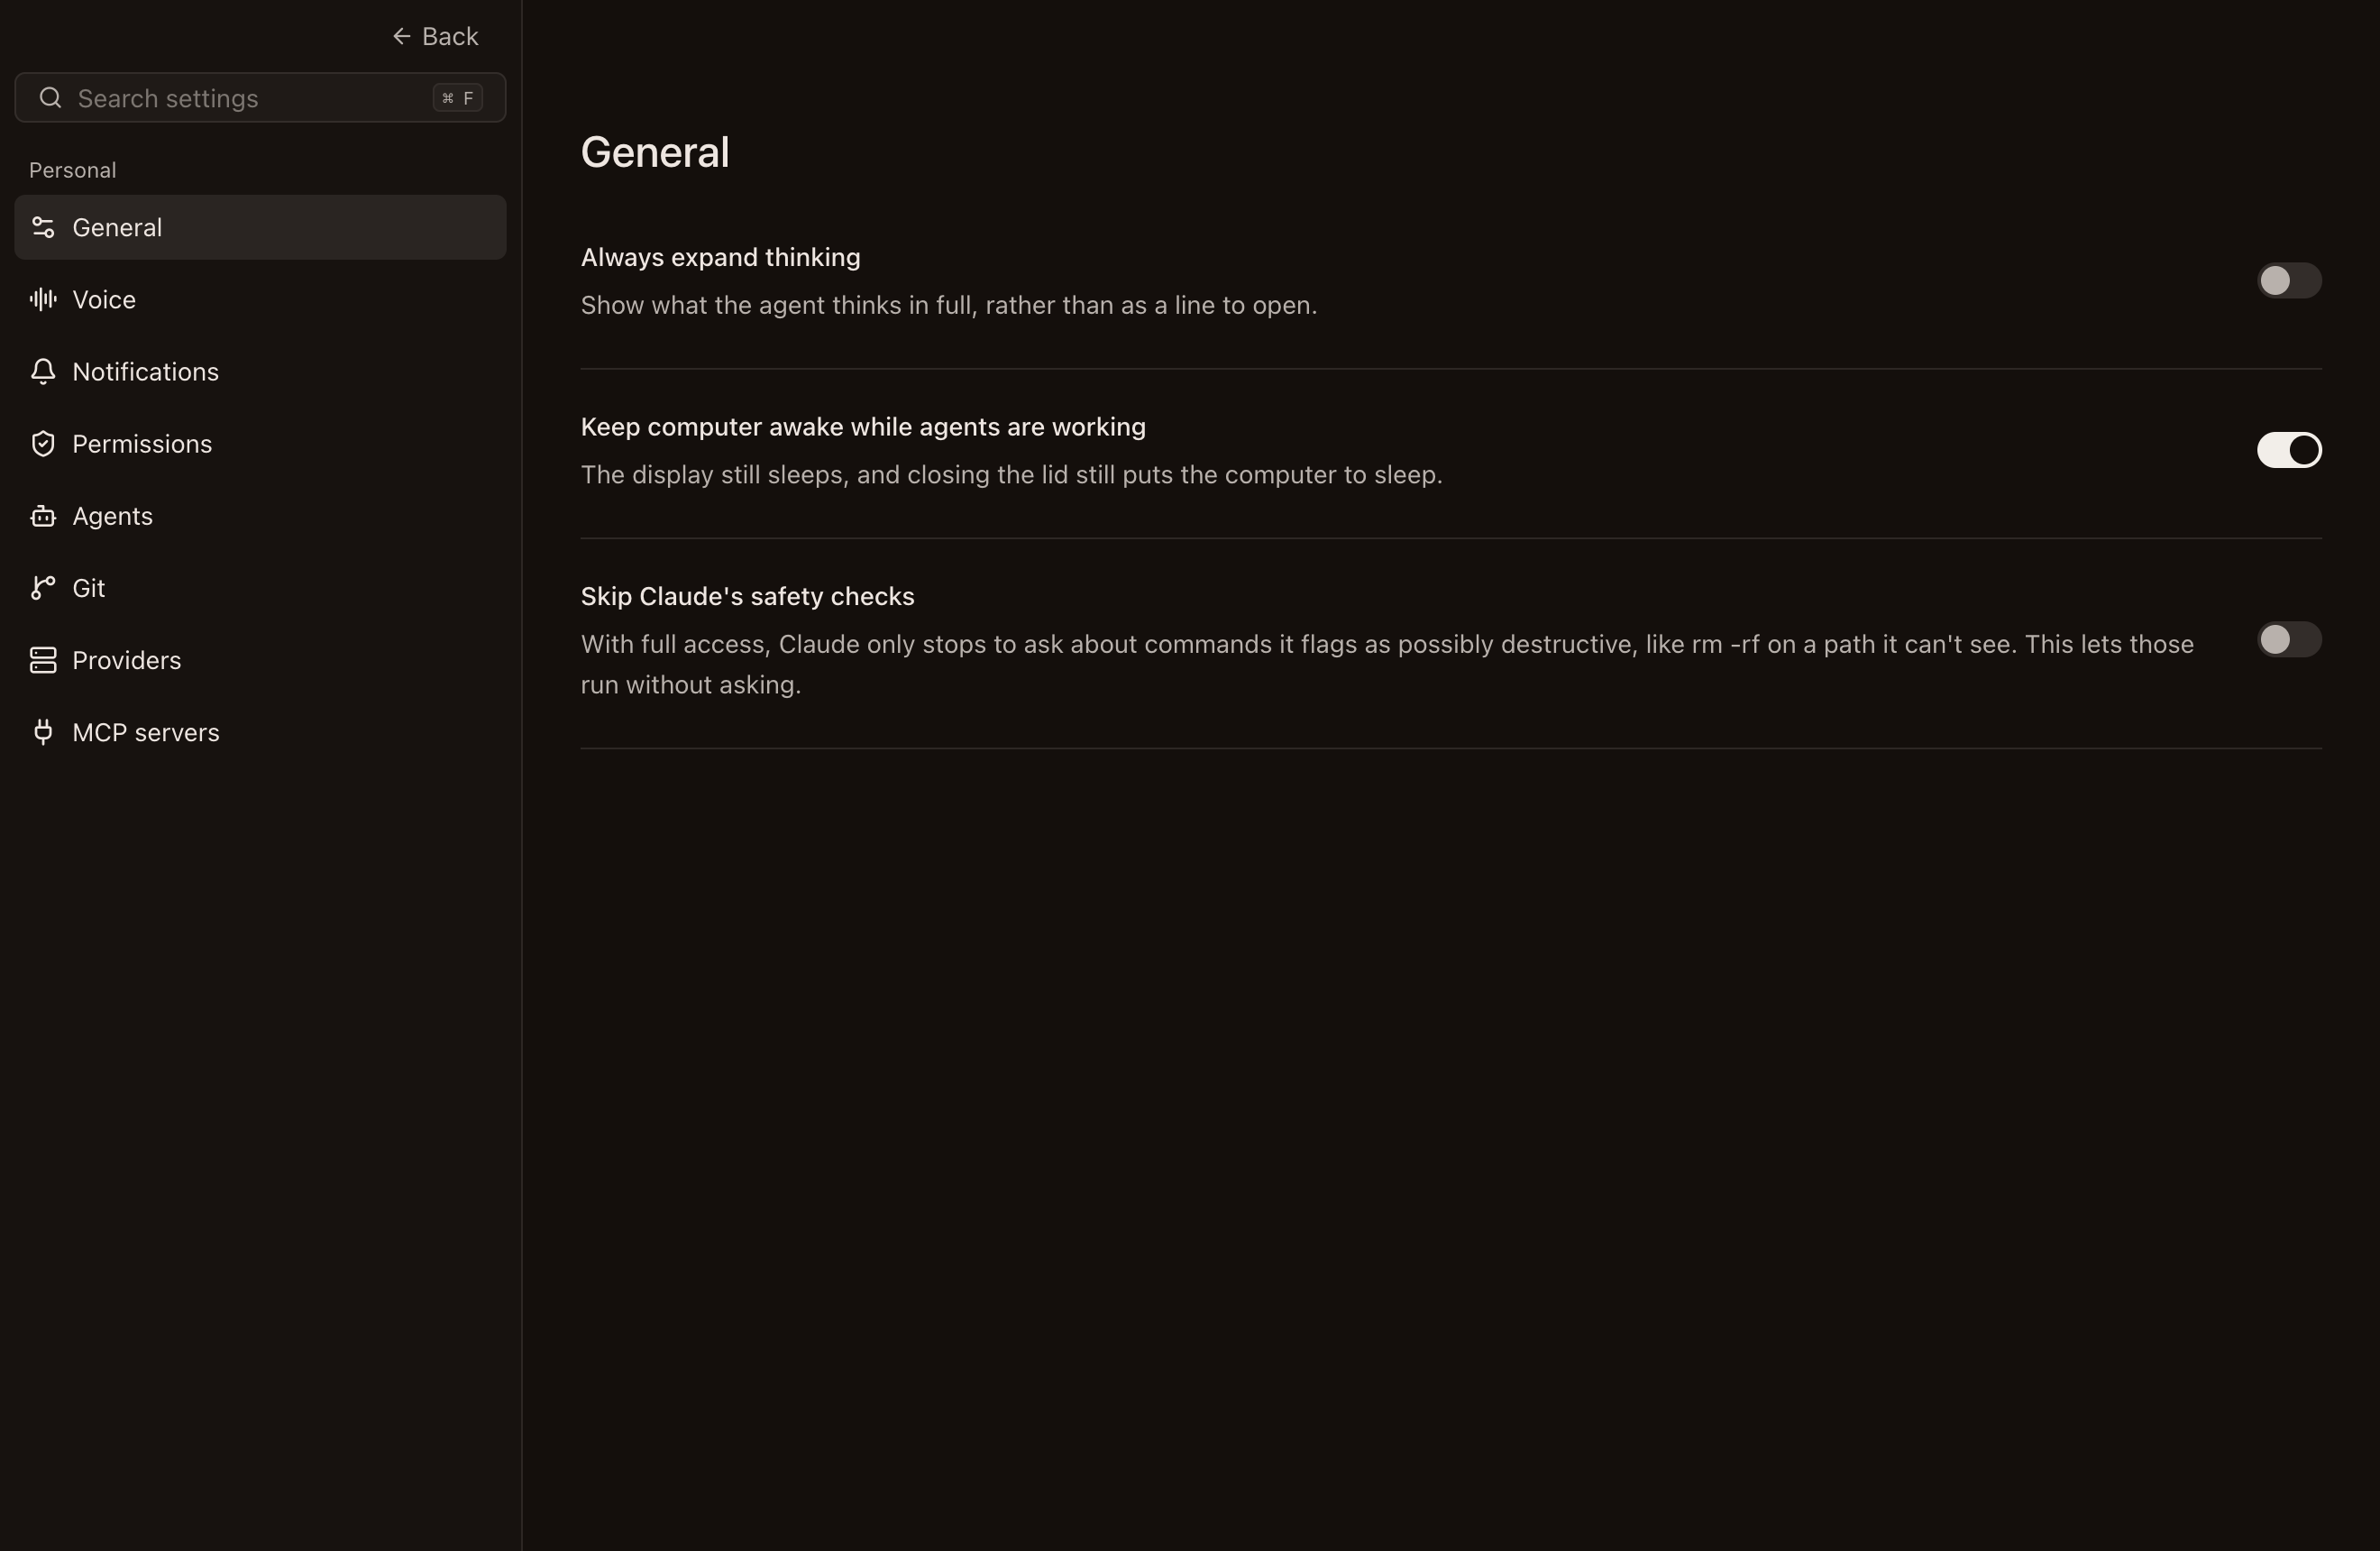 Back
Search settings
⌘ F
Personal
General
Voice
Notifications
Permissions
Agents
Git
Providers
MCP servers
General
Always expand thinking
Show what the agent thinks in full, rather than as a line to open.
Keep computer awake while agents are working
The display still sleeps, and closing the lid still puts the computer to sleep.
Skip Claude's safety checks
With full access, Claude only stops to ask about commands it flags as possibly destructive, like rm -rf on a path it can't see. This lets those
run without asking.